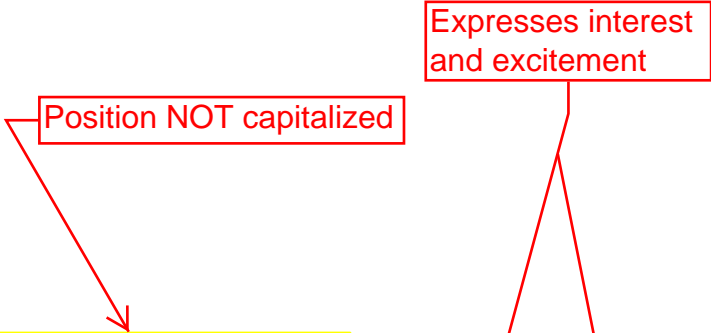 Expresses interest
and excitement
Position NOT capitalized